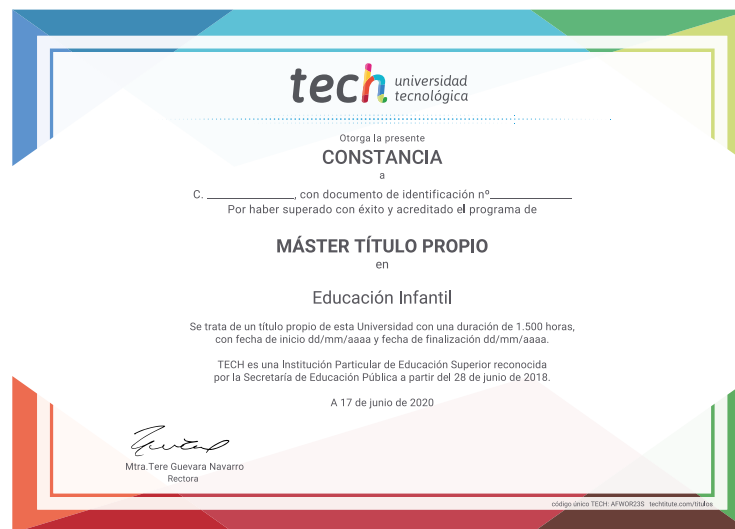 tech universidad
tecnológica
Otorga la presente
CONSTANCIA
a
C. ________________, con documento de identificación nº______________
Por haber superado con éxito y acreditado el programa de
MÁSTER TÍTULO PROPIO
en
Educación Infantil
Se trata de un título propio de esta Universidad con una duración de 1.500 horas,
con fecha de inicio dd/mm/aaaa y fecha de finalización dd/mm/aaaa.
TECH es una Institución Particular de Educación Superior reconocida
por la Secretaría de Educación Pública a partir del 28 de junio de 2018.
A 17 de junio de 2020
Mtra.Tere Guevara Navarro
Rectora
código único TECH: AFWOR23S techtitute.com/titulos